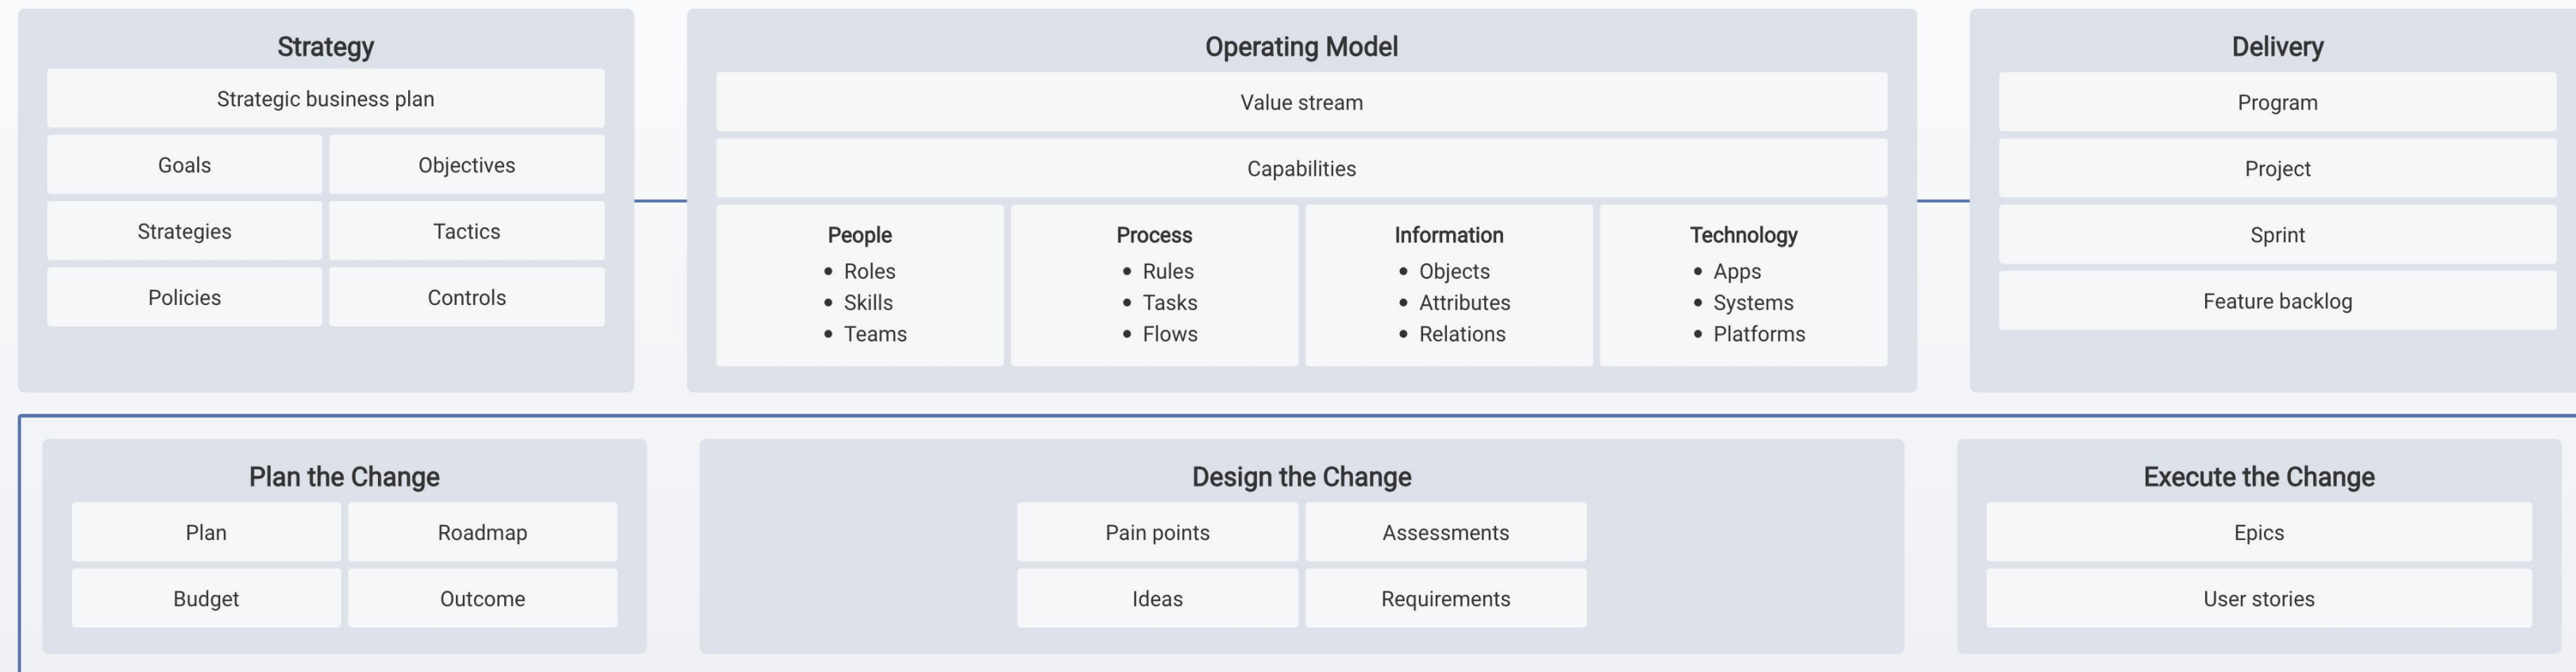 Strategy
Strategic business plan
Goals
Objectives
Strategies
Tactics
Policies
Controls
Operating Model
Value stream
Capabilities
People
• Roles
• Skills
• Teams
Process
• Rules
• Tasks
• Flows
Information
• Objects
• Attributes
• Relations
Technology
• Apps
• Systems
• Platforms
Delivery
Program
Project
Sprint
Feature backlog
Plan the Change
Plan
Roadmap
Budget
Outcome
Design the Change
Pain points
Assessments
Ideas
Requirements
Execute the Change
Epics
User stories